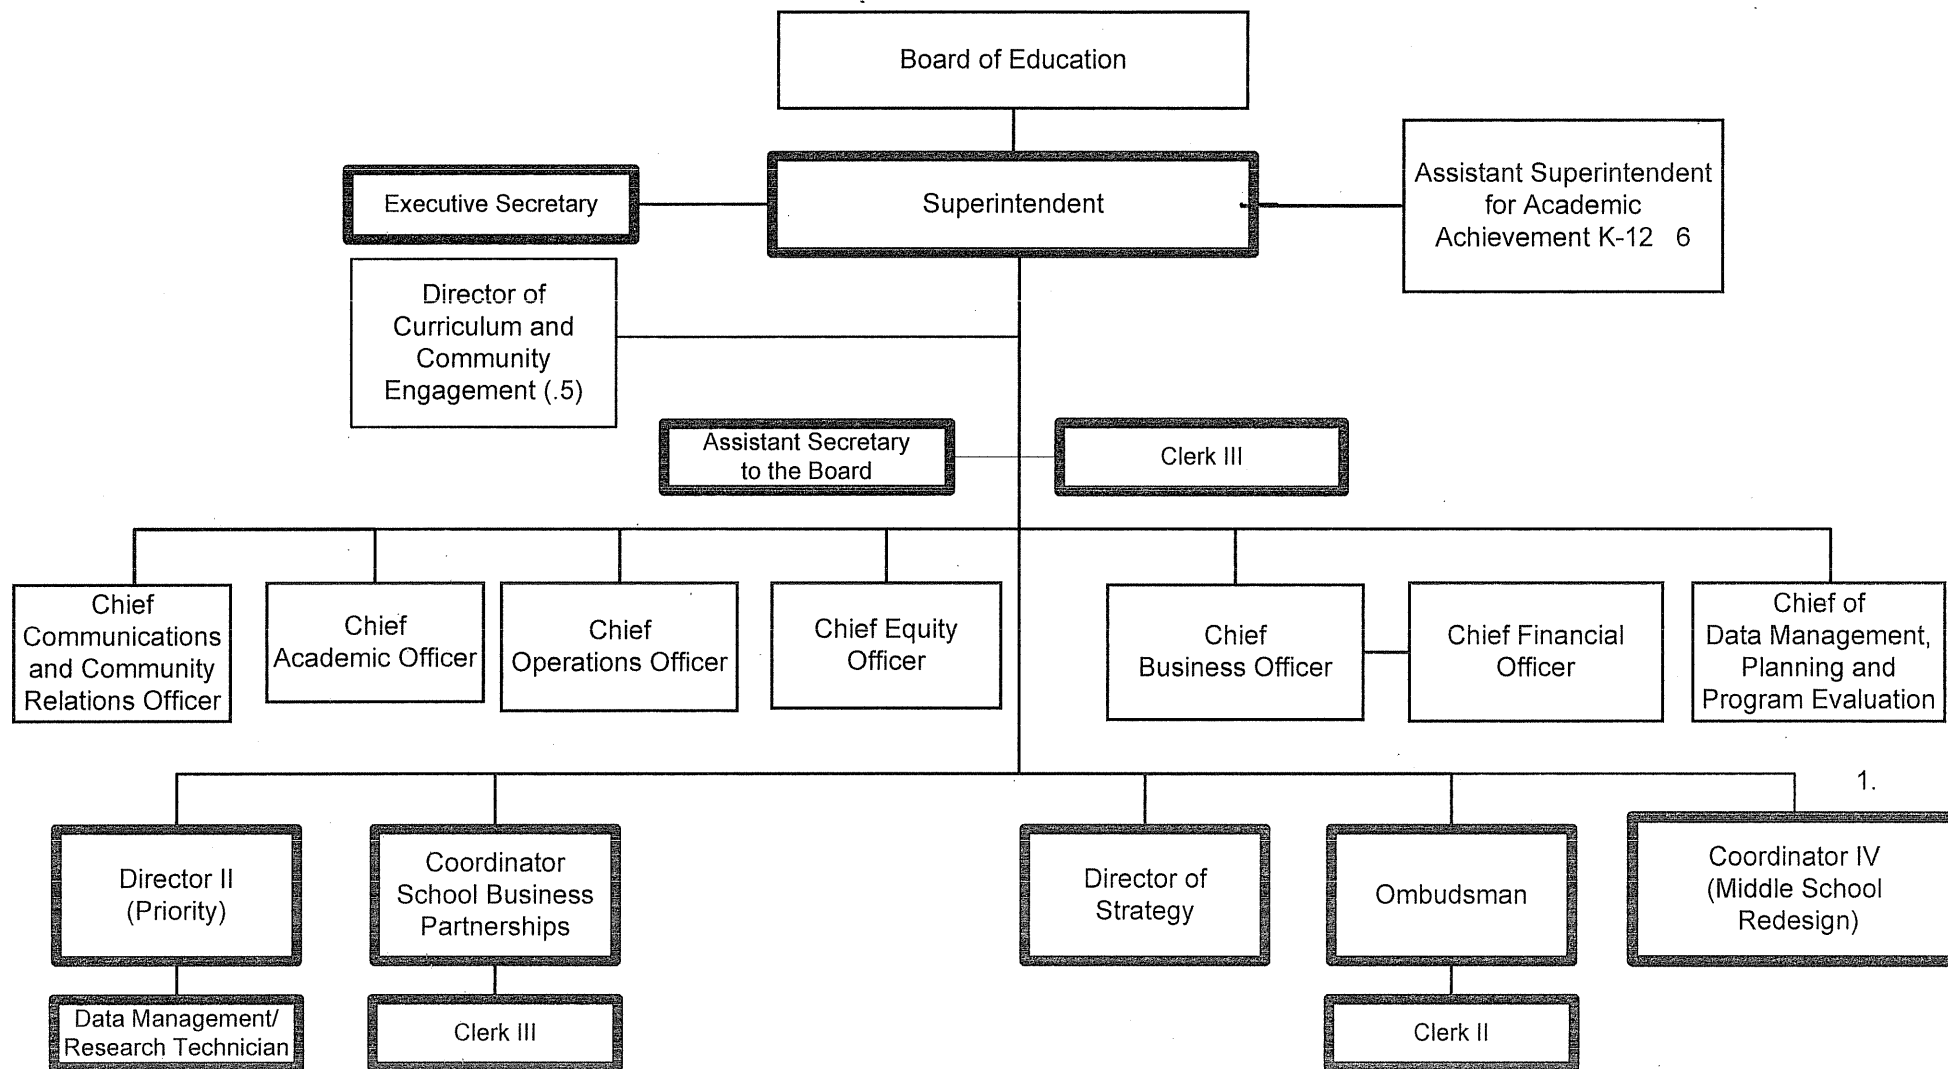 Board of Education
Executive Secretary
Superintendent
Assistant Superintendent
for Academic
Achievement K-12 6
Director of
Curriculum and
Community
Engagement (.5)
Assistant Secretary
to the Board
Clerk III
Chief
Communications
and Community
Relations Officer
Chief
Academic Officer
Chief
Operations Officer
Chief Equity
Officer
Chief
Business Officer
Chief Financial
Officer
Chief of
Data Management,
Planning and
Program Evaluation
1.
Director II
(Priority)
Coordinator
School Business
Partnerships
Director of
Strategy
Ombudsman
Coordinator IV
(Middle School
Redesign)
Data Management/
Research Technician
Clerk III
Clerk II